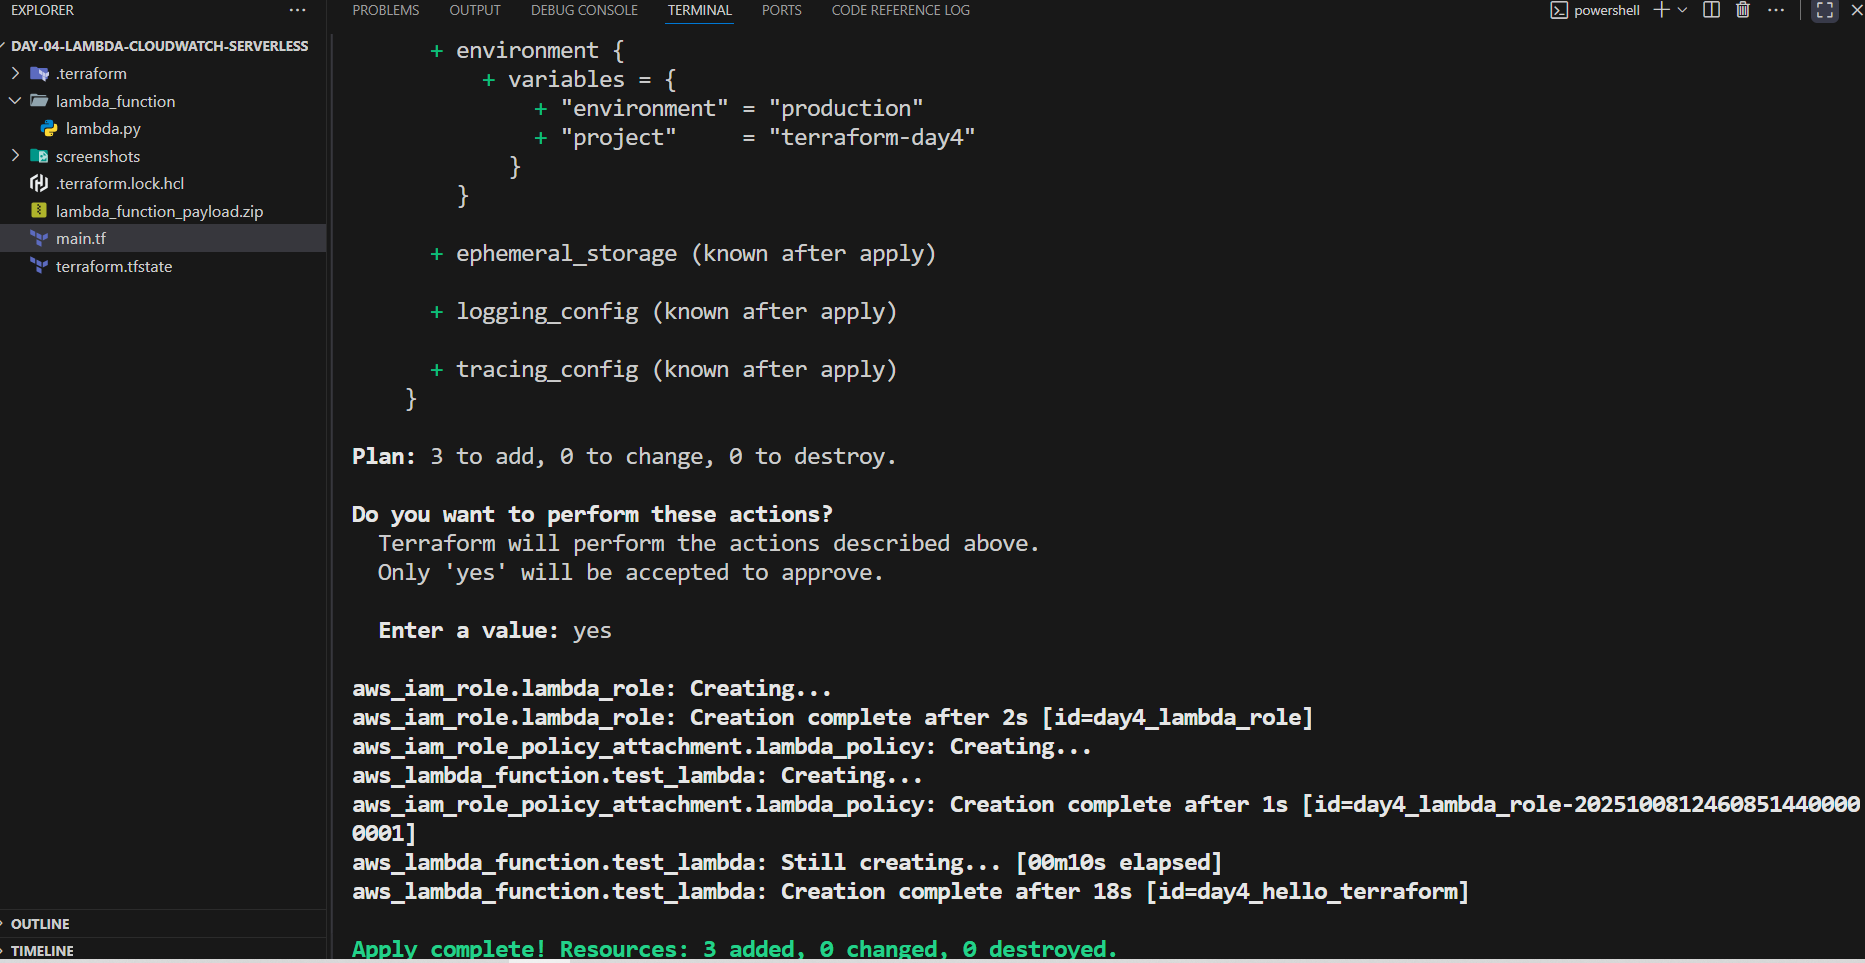 EXPLORER
PROBLEMS OUTPUT DEBUG CONSOLE TERMINAL PORTS CODE REFERENCE LOG
powershell
DAY-04-LAMBDA-CLOUDWATCH-SERVERLESS
.terraform
lambda_function
lambda.py
screenshots
.terraform.lock.hcl
lambda_function_payload.zip
main.tf
terraform.tfstate
OUTLINE
TIMELINE
+ environment {
+ variables = {
+ "environment" = "production"
+ "project"     = "terraform-day4"
}
}
+ ephemeral_storage (known after apply)
+ logging_config (known after apply)
+ tracing_config (known after apply)
}
Plan: 3 to add, 0 to change, 0 to destroy.
Do you want to perform these actions?
Terraform will perform the actions described above.
Only 'yes' will be accepted to approve.
Enter a value: yes
aws_iam_role.lambda_role: Creating...
aws_iam_role.lambda_role: Creation complete after 2s [id=day4_lambda_role]
aws_iam_role_policy_attachment.lambda_policy: Creating...
aws_lambda_function.test_lambda: Creating...
aws_iam_role_policy_attachment.lambda_policy: Creation complete after 1s [id=day4_lambda_role-2025100812460851440000
0001]
aws_lambda_function.test_lambda: Still creating... [00m10s elapsed]
aws_lambda_function.test_lambda: Creation complete after 18s [id=day4_hello_terraform]
Apply complete! Resources: 3 added, 0 changed, 0 destroyed.